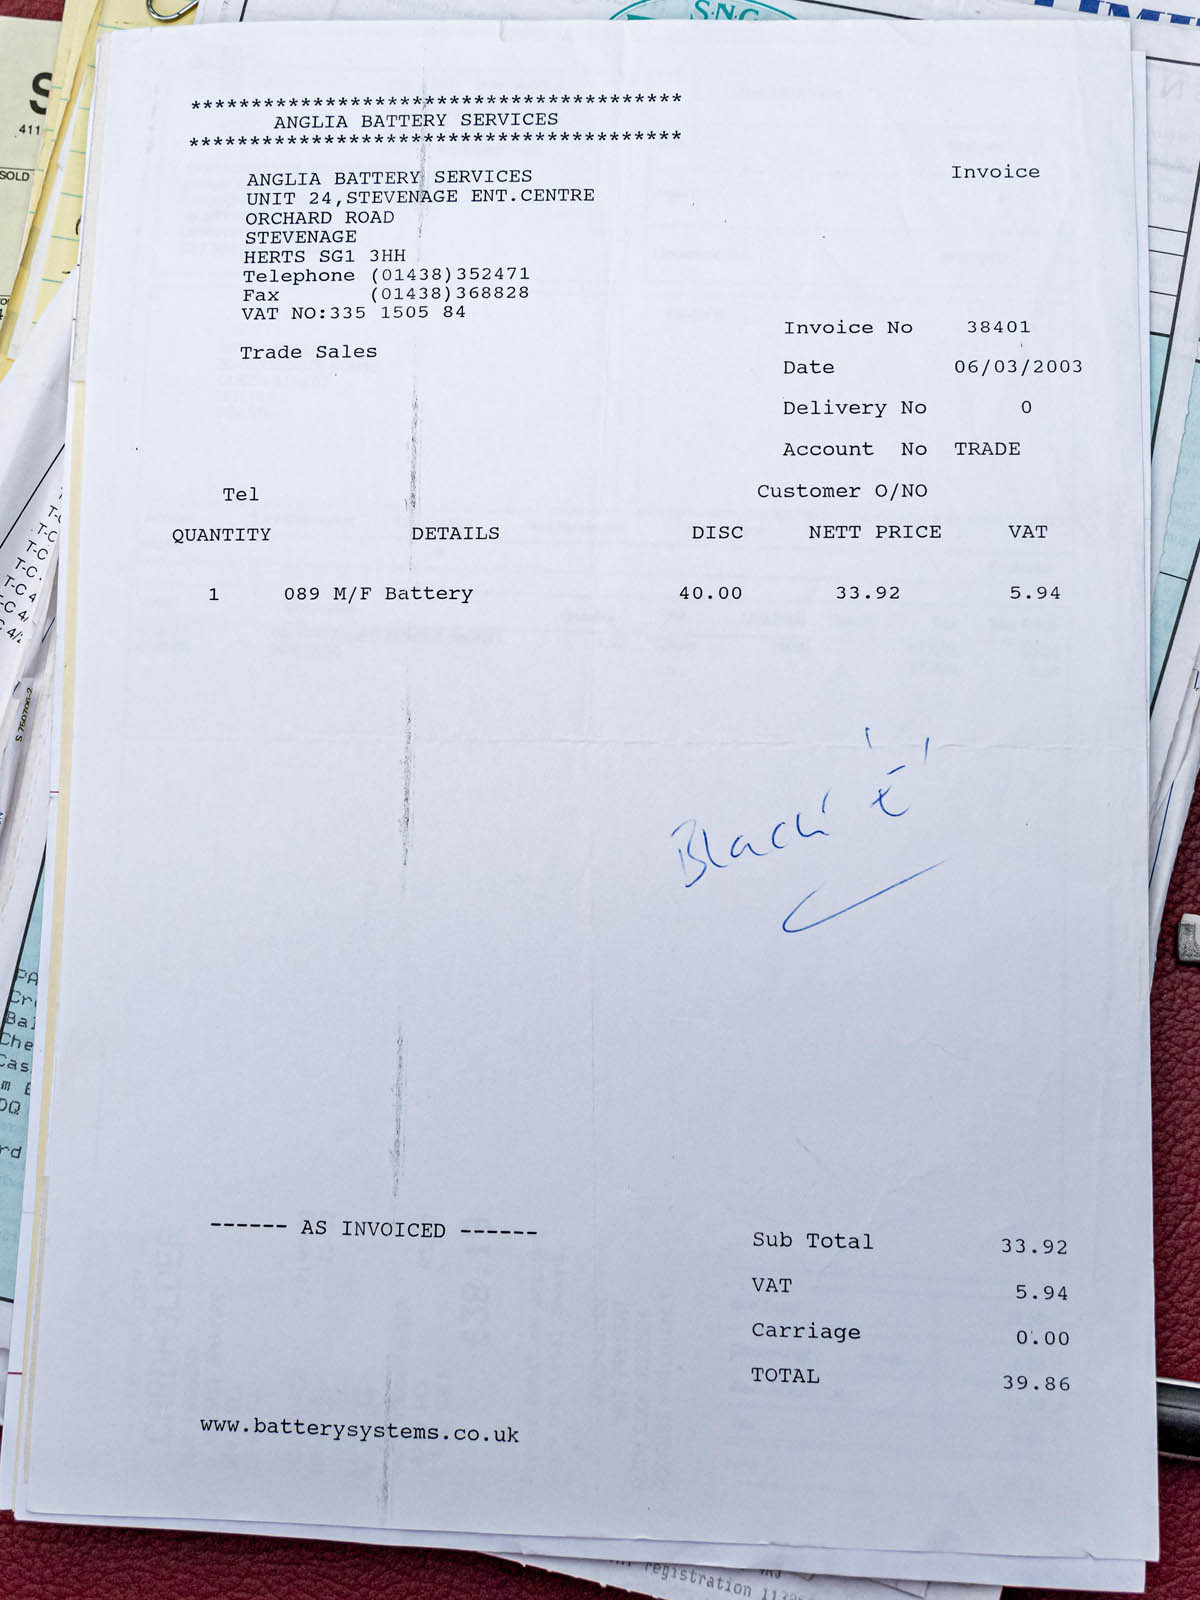 S.N.G
*****************************************
ANGLIA BATTERY SERVICES
*****************************************
ANGLIA BATTERY SERVICES
UNIT 24,STEVENAGE ENT.CENTRE
ORCHARD ROAD
STEVENAGE
HERTS SG1 3HH
Telephone (01438)352471
Fax (01438)368828
VAT NO:335 1505 84
Invoice
Trade Sales
Invoice No 38401
Date 06/03/2003
Delivery No 0
Account No TRADE
Tel Customer O/NO
QUANTITY DETAILS DISC NETT PRICE VAT
1 089 M/F Battery 40.00 33.92 5.94
Black 'E'
------ AS INVOICED ------
Sub Total 33.92
VAT 5.94
Carriage 0.00
TOTAL 39.86
www.batterysystems.co.uk
411
SOLD
S 750706-2
registration